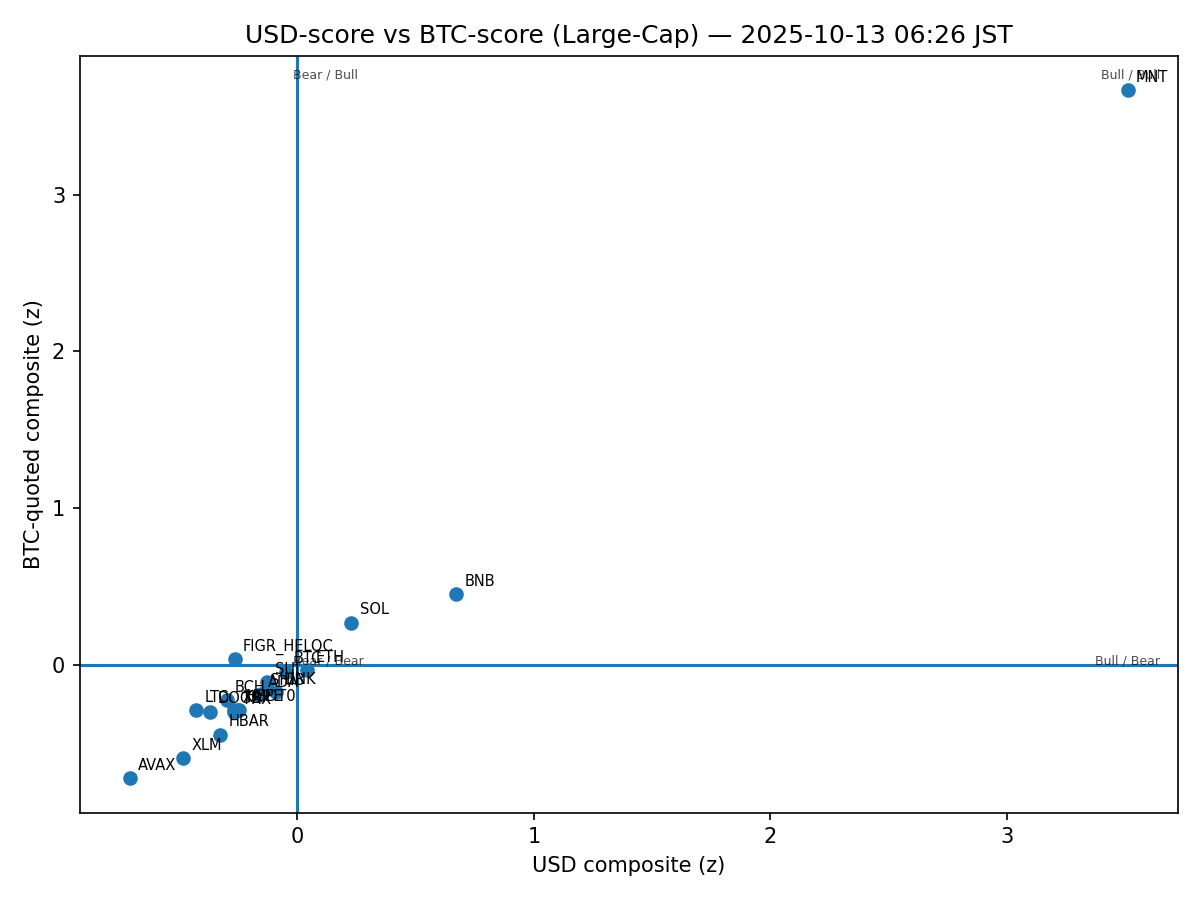 USD-score vs BTC-score (Large-Cap) — 2025-10-13 06:26 JST
Bear / Bull
Bull / Bull
MNT
3
2
1
0
BTC-quoted composite (z)
BNB
SOL
FIGR_HELOC
BTC
ETH
Bear / Bear
Bull / Bear
SUI
LINK
ADA
BCH
LTC
HBAR
XLM
AVAX
0
1
2
3
USD composite (z)